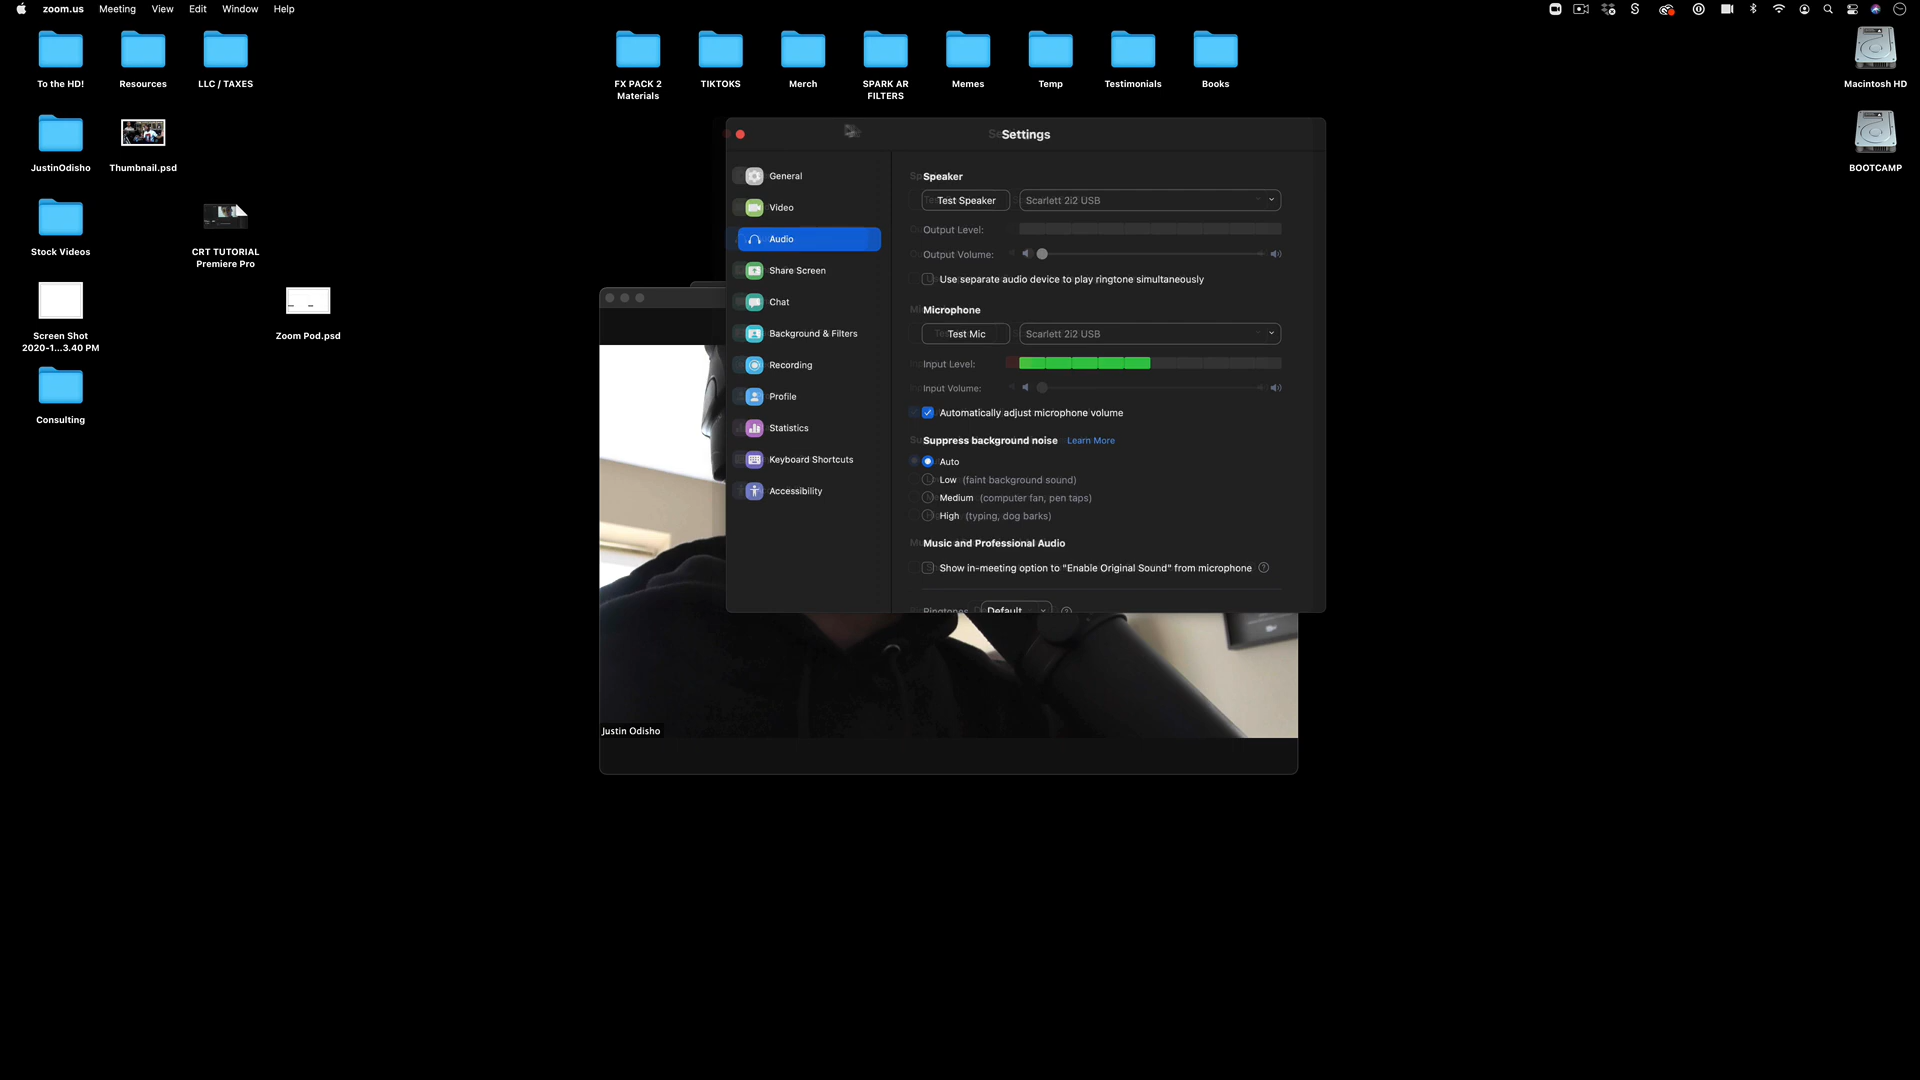 zoom.us Meeting View Edit Window Help
To the HD!
Resources
LLC / TAXES
FX PACK 2
Materials
TIKTOKS
Merch
SPARK AR
FILTERS
Memes
Temp
Testimonials
Books
Macintosh HD
JustinOdisho
Thumbnail.psd
BOOTCAMP
Stock Videos
CRT TUTORIAL
Premiere Pro
Screen Shot
2020-1...3.40 PM
Zoom Pod.psd
Consulting
Settings
General
Video
Audio
Share Screen
Chat
Background & Filters
Recording
Profile
Statistics
Keyboard Shortcuts
Accessibility
Speaker
Test Speaker
Scarlett 2i2 USB
Output Level:
Output Volume:
Use separate audio device to play ringtone simultaneously
Microphone
Test Mic
Scarlett 2i2 USB
Input Level:
Input Volume:
Automatically adjust microphone volume
Suppress background noise Learn More
Auto
Low (faint background sound)
Medium (computer fan, pen taps)
High (typing, dog barks)
Music and Professional Audio
Show in-meeting option to "Enable Original Sound" from microphone
Ringtones Default
Justin Odisho